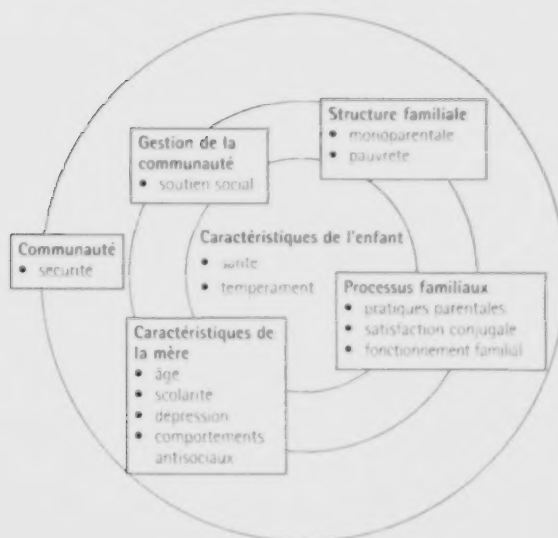 Structure familiale
• monoparentale
• pauvreté
Gestion de la
communauté
• soutien social
Communauté
• sécurité
Caractéristiques de l'enfant
• santé
• tempérament
Processus familiaux
• pratiques parentales
• satisfaction conjugale
• fonctionnement familial
Caractéristiques de
la mère
• âge
• scolarité
• dépression
• comportements
antisociaux